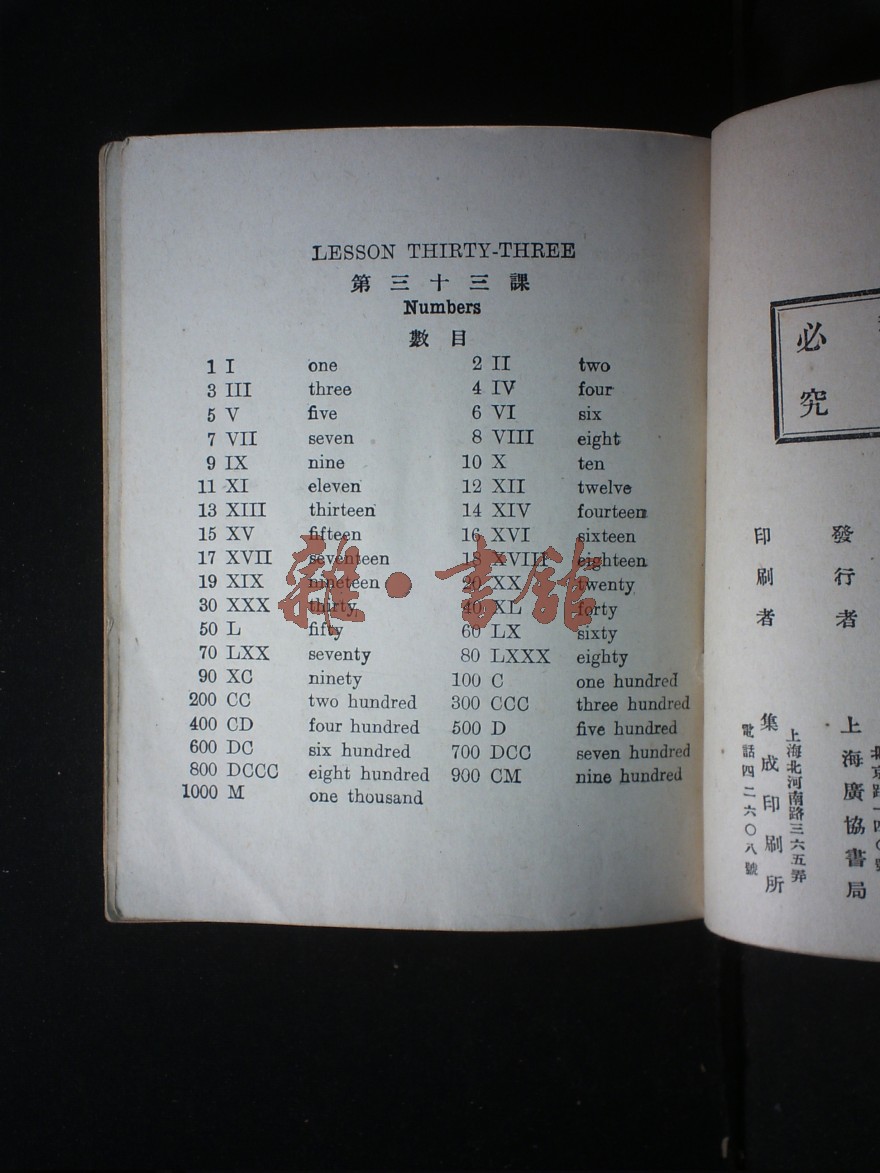 LESSON THIRTY-THREE
第三十三課
Numbers
數目
1 I one 2 II two
3 III three 4 IV four
5 V five 6 VI six
7 VII seven 8 VIII eight
9 IX nine 10 X ten
11 XI eleven 12 XII twelve
13 XIII thirteen 14 XIV fourteen
15 XV fifteen 16 XVI sixteen
17 XVII seventeen 18 XVIII eighteen
19 XIX nineteen 20 XX twenty
30 XXX thirty 40 XL forty
50 L fifty 60 LX sixty
70 LXX seventy 80 LXXX eighty
90 XC ninety 100 C one hundred
200 CC two hundred 300 CCC three hundred
400 CD four hundred 500 D five hundred
600 DC six hundred 700 DCC seven hundred
800 DCCC eight hundred 900 CM nine hundred
1000 M one thousand
雜·書館
必究
發行者
上海廣協書局
印刷者
上海北河南路三六五弄
集成印刷所
電話四二六〇八號